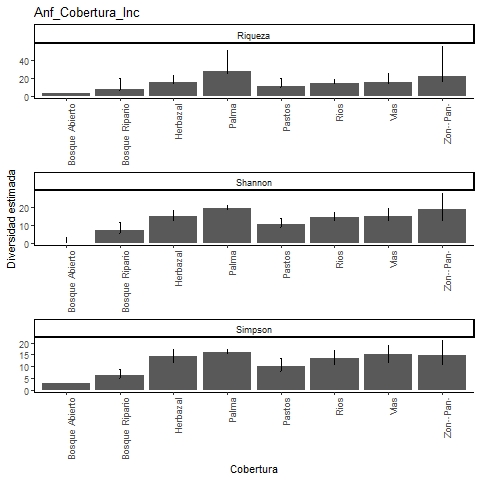 Anf_Cobertura_Inc
Riqueza
40
20
0
Bosque Abierto
Bosque Ripario
Herbazal
Palma
Pastos
Rios
Vias
Zon--Pan-
Shannon
20
10
0
Bosque Abierto
Bosque Ripario
Herbazal
Palma
Pastos
Rios
Vias
Zon--Pan-
Simpson
20
15
10
5
0
Bosque Abierto
Bosque Ripario
Herbazal
Palma
Pastos
Rios
Vias
Zon--Pan-
Diversidad estimada
Cobertura